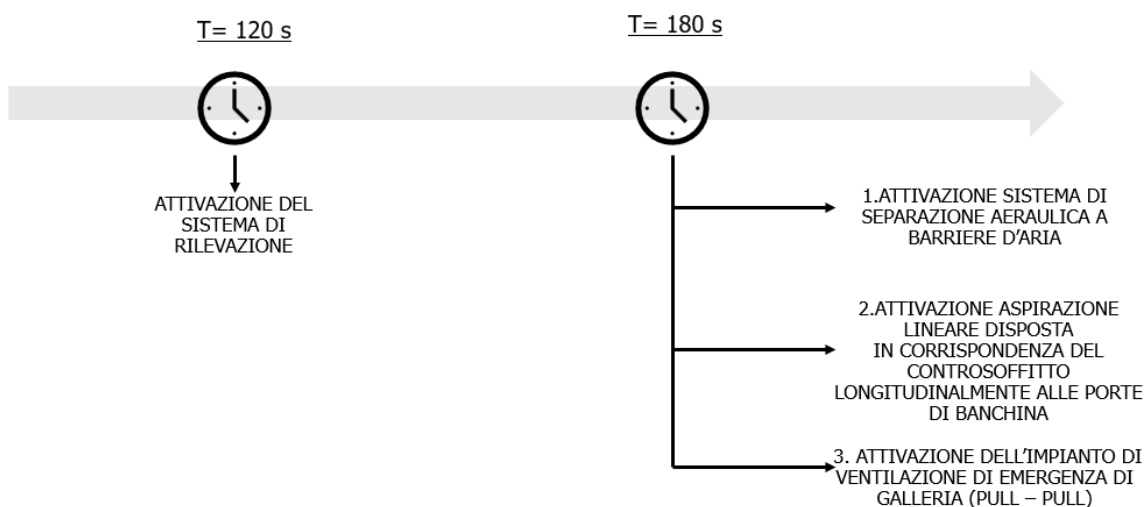 T= 120 s
T= 180 s
ATTIVAZIONE DEL
SISTEMA DI
RILEVAZIONE
1.ATTIVAZIONE SISTEMA DI
SEPARAZIONE AERAULICA A
BARRIERE D'ARIA
2.ATTIVAZIONE ASPIRAZIONE
LINEARE DISPOSTA
IN CORRISPONDENZA DEL
CONTROSOFFITTO
LONGITUDINALMENTE ALLE PORTE
DI BANCHINA
3. ATTIVAZIONE DELL'IMPIANTO DI
VENTILAZIONE DI EMERGENZA DI
GALLERIA (PULL – PULL)